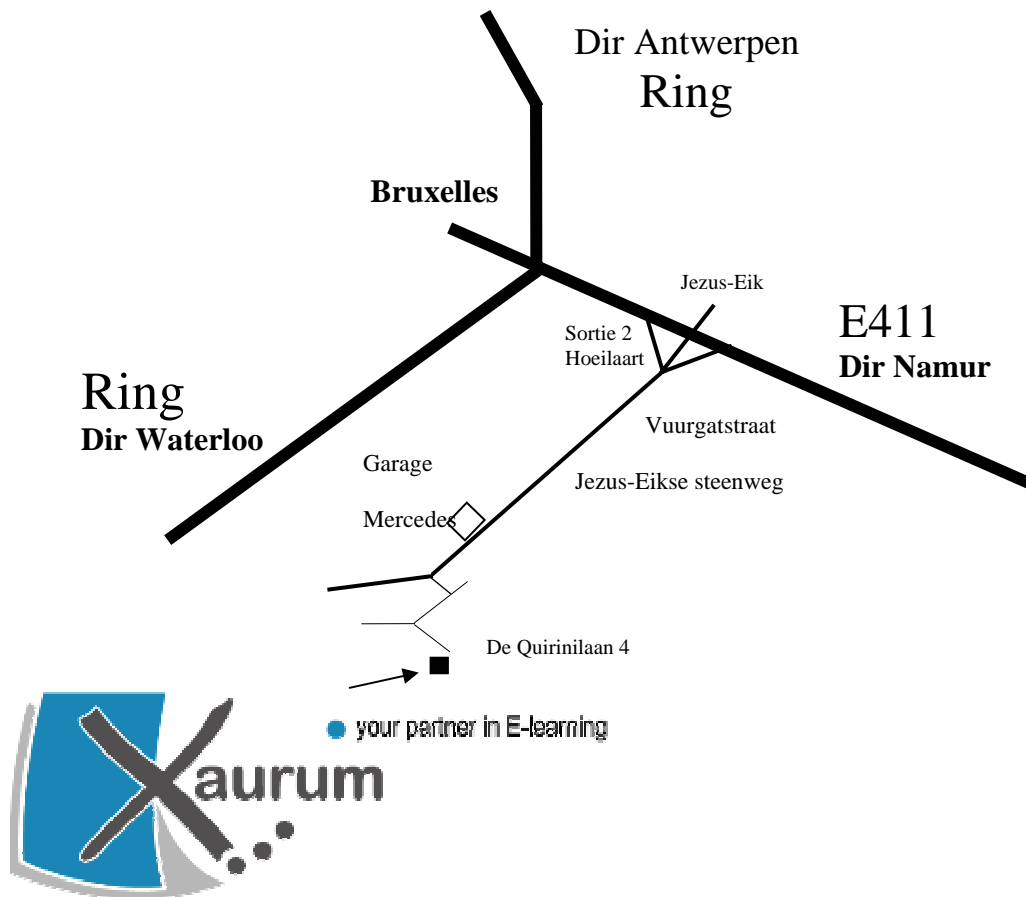 Dir Antwerpen
Ring
Bruxelles
Jezus-Eik
Sortie 2
Hoeilaart
E411
Dir Namur
Ring
Dir Waterloo
Vuurgatstraat
Garage
Jezus-Eikse steenweg
Mercedes
De Quirinilaan 4
your partner in E-learning
Xaurum